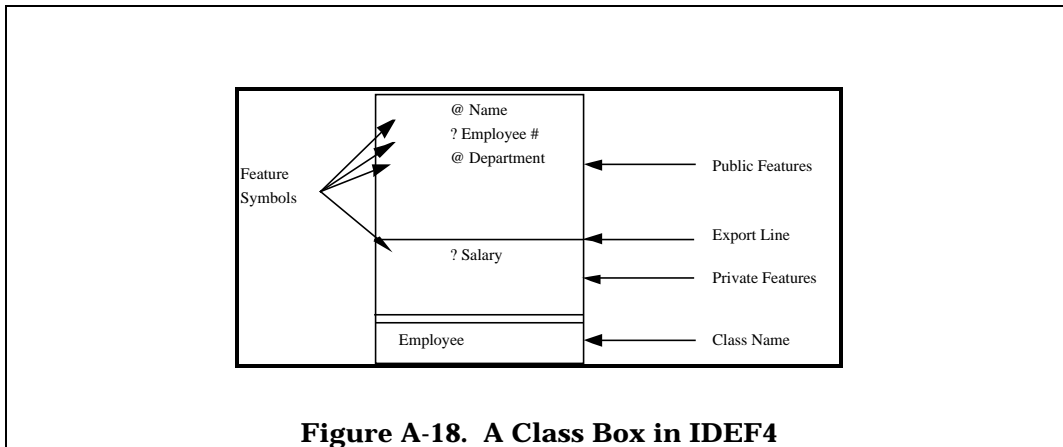 @ Name
? Employee #
@ Department
Feature
Symbols
Public Features
Export Line
? Salary
Private Features
Employee
Class Name
Figure A-18. A Class Box in IDEF4